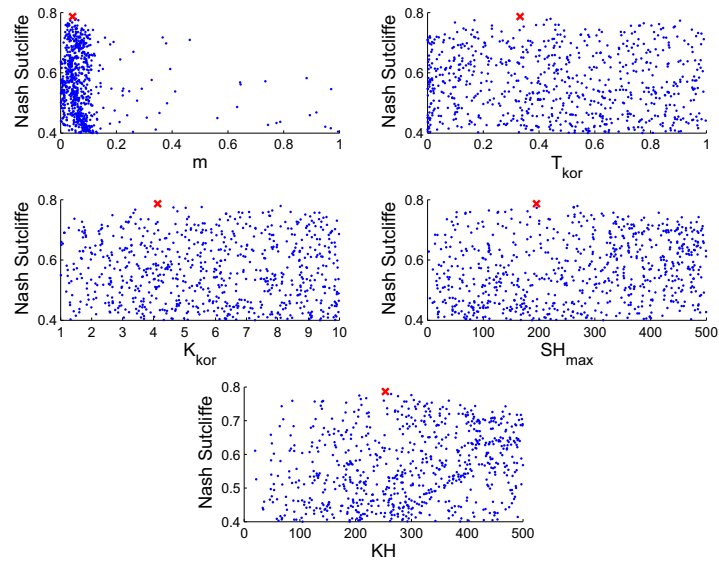 Nash Sutcliffe
0.8
0.6
0.4
0 0.2 0.4 0.6 0.8 1
m
Nash Sutcliffe
0.8
0.6
0.4
0 0.2 0.4 0.6 0.8 1
T_kor
Nash Sutcliffe
0.8
0.6
0.4
1 2 3 4 5 6 7 8 9 10
K_kor
Nash Sutcliffe
0.8
0.6
0.4
0 100 200 300 400 500
SH_max
Nash Sutcliffe
0.8
0.7
0.6
0.5
0.4
0 100 200 300 400 500
KH